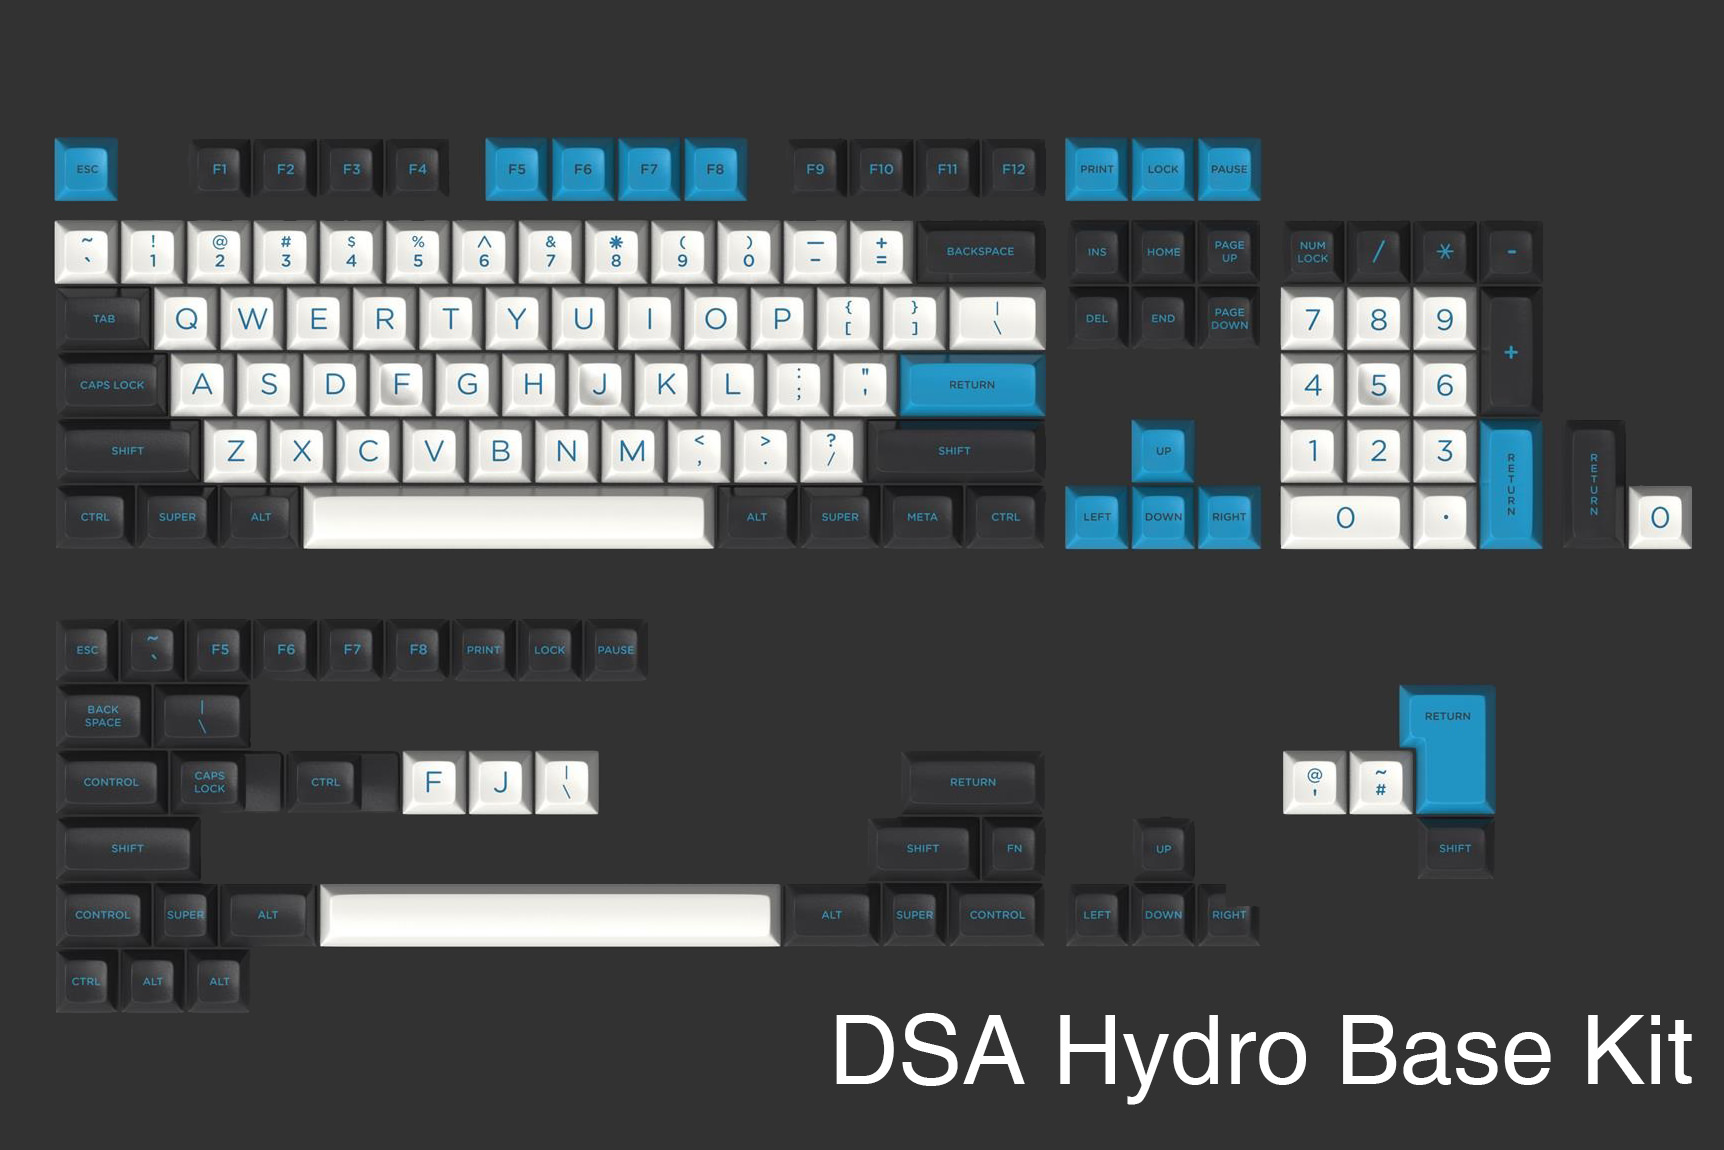 ESC F1 F2 F3 F4 F5 F6 F7 F8 F9 F10 F11 F12 PRINT LOCK PAUSE
~ ! @ # $ % ^ & * ( ) — +
` 1 2 3 4 5 6 7 8 9 0 - = BACKSPACE INS HOME PAGE UP NUM LOCK / * -
TAB Q W E R T Y U I O P { [ } ] | \ DEL END PAGE DOWN 7 8 9 +
CAPS LOCK A S D F G H J K L : ; " ' RETURN 4 5 6
SHIFT Z X C V B N M < , > . ? / SHIFT UP 1 2 3 RETURN RETURN
CTRL SUPER ALT ALT SUPER META CTRL LEFT DOWN RIGHT 0 . 0
ESC ~ ` F5 F6 F7 F8 PRINT LOCK PAUSE
BACK SPACE | \ RETURN
CONTROL CAPS LOCK CTRL F J | \ RETURN @ ' ~ #
SHIFT SHIFT FN UP SHIFT
CONTROL SUPER ALT ALT SUPER CONTROL LEFT DOWN RIGHT
CTRL ALT ALT
DSA Hydro Base Kit